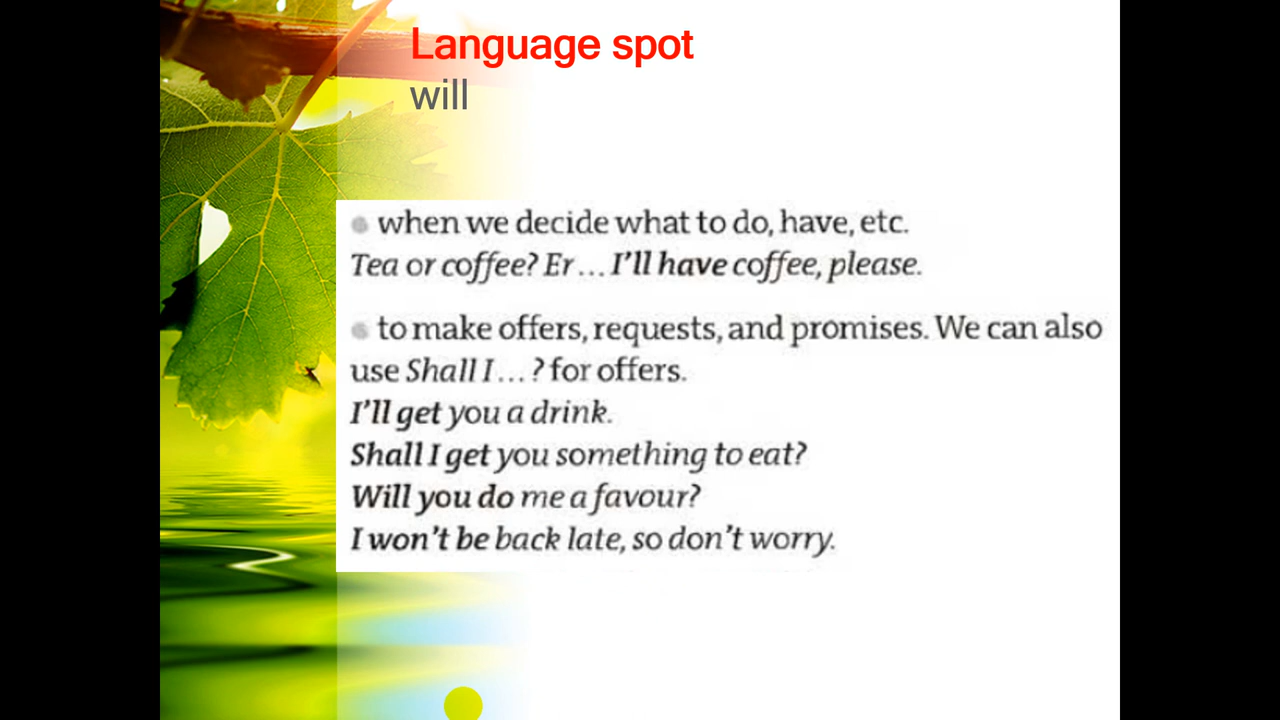 Language spot
will
when we decide what to do, have, etc.
Tea or coffee? Er... I'll have coffee, please.
to make offers, requests, and promises. We can also
use Shall I...? for offers.
I'll get you a drink.
Shall I get you something to eat?
Will you do me a favour?
I won't be back late, so don't worry.